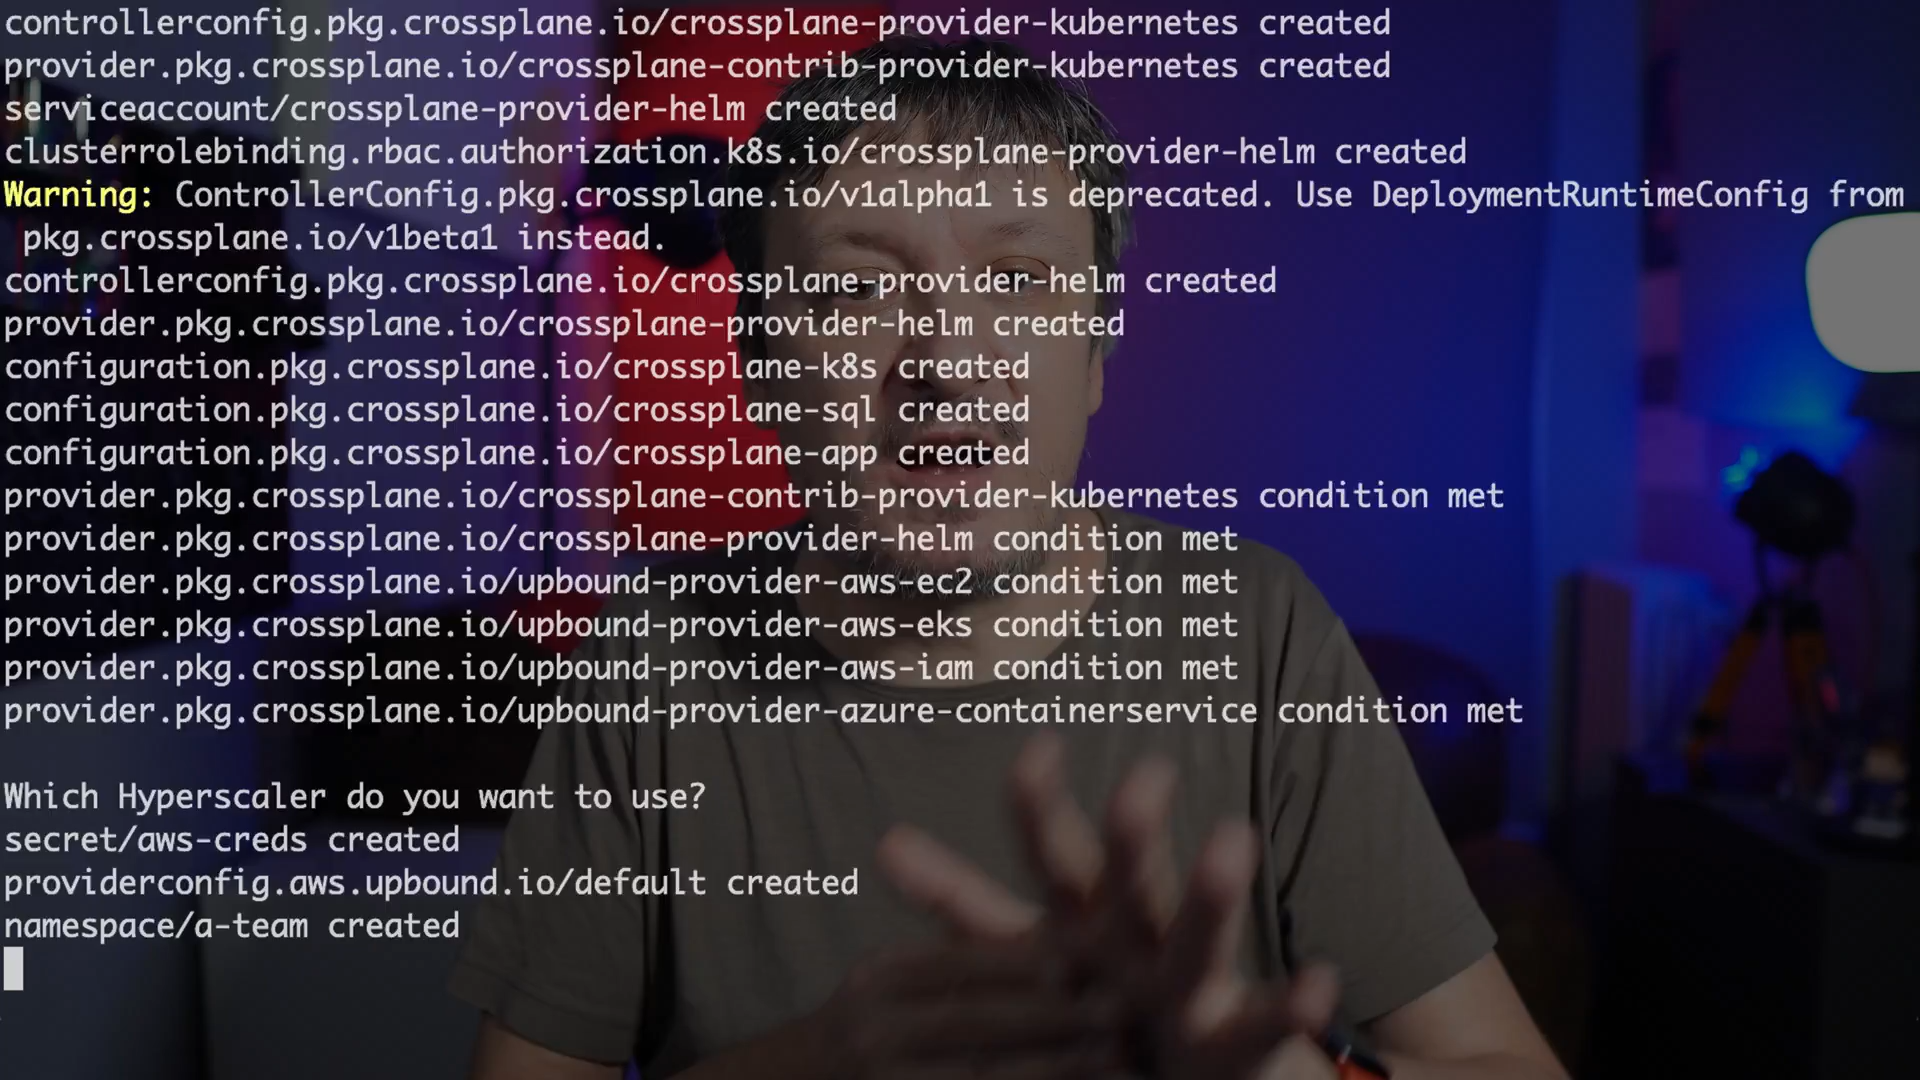 controllerconfig.pkg.crossplane.io/crossplane-provider-kubernetes created
provider.pkg.crossplane.io/crossplane-contrib-provider-kubernetes created
serviceaccount/crossplane-provider-helm created
clusterrolebinding.rbac.authorization.k8s.io/crossplane-provider-helm created
Warning: ControllerConfig.pkg.crossplane.io/v1alpha1 is deprecated. Use DeploymentRuntimeConfig from
pkg.crossplane.io/v1beta1 instead.
controllerconfig.pkg.crossplane.io/crossplane-provider-helm created
provider.pkg.crossplane.io/crossplane-provider-helm created
configuration.pkg.crossplane.io/crossplane-k8s created
configuration.pkg.crossplane.io/crossplane-sql created
configuration.pkg.crossplane.io/crossplane-app created
provider.pkg.crossplane.io/crossplane-contrib-provider-kubernetes condition met
provider.pkg.crossplane.io/crossplane-provider-helm condition met
provider.pkg.crossplane.io/upbound-provider-aws-ec2 condition met
provider.pkg.crossplane.io/upbound-provider-aws-eks condition met
provider.pkg.crossplane.io/upbound-provider-aws-iam condition met
provider.pkg.crossplane.io/upbound-provider-azure-containerservice condition met
Which Hyperscaler do you want to use?
secret/aws-creds created
providerconfig.aws.upbound.io/default created
namespace/a-team created